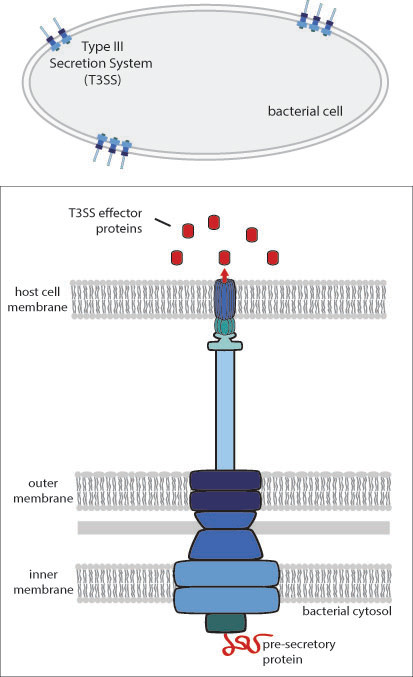 Type III
Secretion System
(T3SS)
bacterial cell
T3SS effector
proteins
host cell
membrane
outer
membrane
inner
membrane
bacterial cytosol
pre-secretory
protein